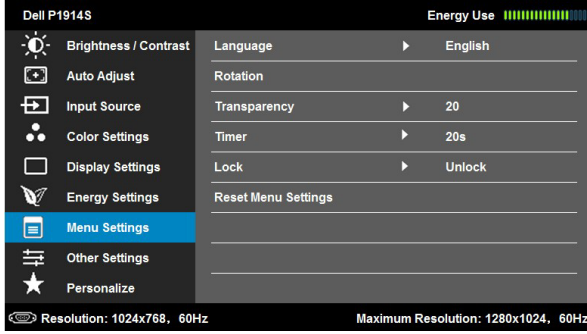 Dell P1914S Energy Use
Brightness / Contrast Language English
Auto Adjust Rotation
Input Source Transparency 20
Color Settings Timer 20s
Display Settings Lock Unlock
Energy Settings Reset Menu Settings
Menu Settings
Other Settings
Personalize
Resolution: 1024x768, 60Hz Maximum Resolution: 1280x1024, 60Hz